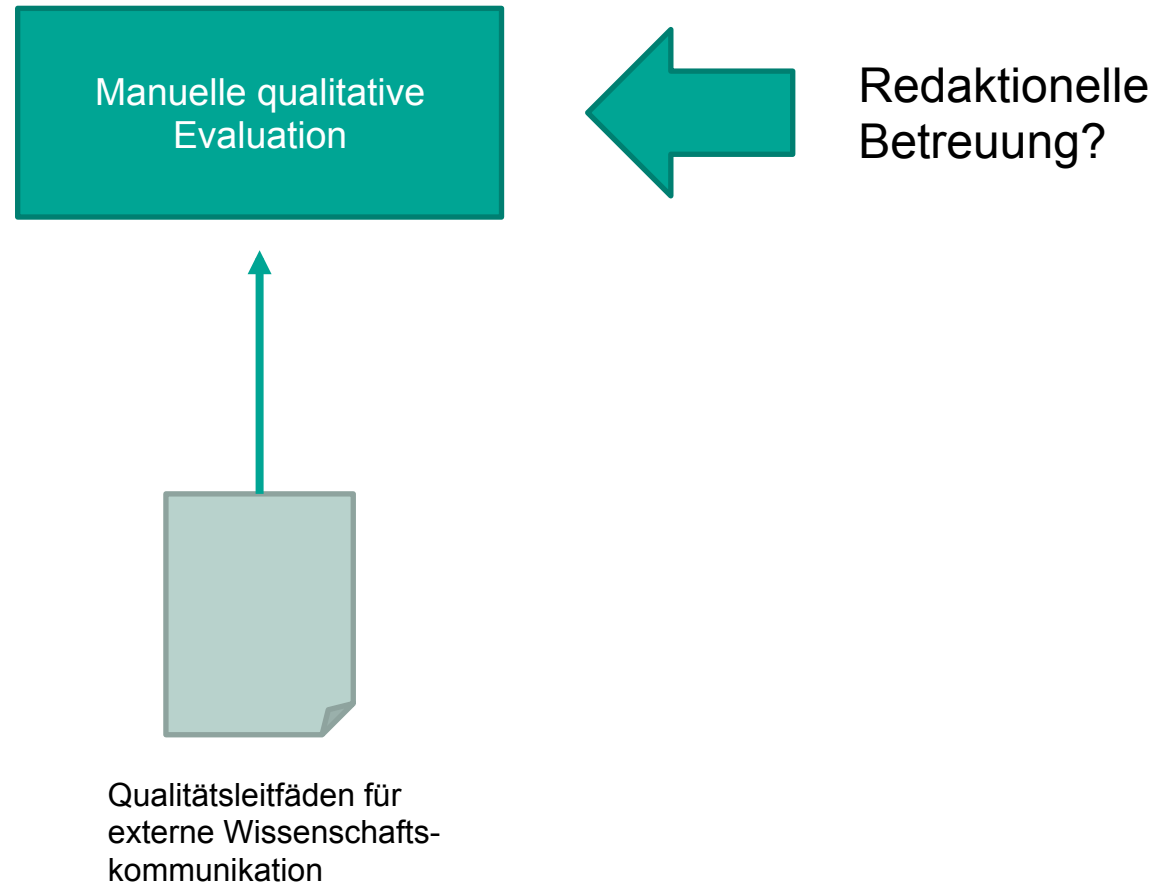 Manuelle qualitative
Evaluation
Redaktionelle
Betreuung?
Qualitätsleitfäden für
externe Wissenschafts-
kommunikation